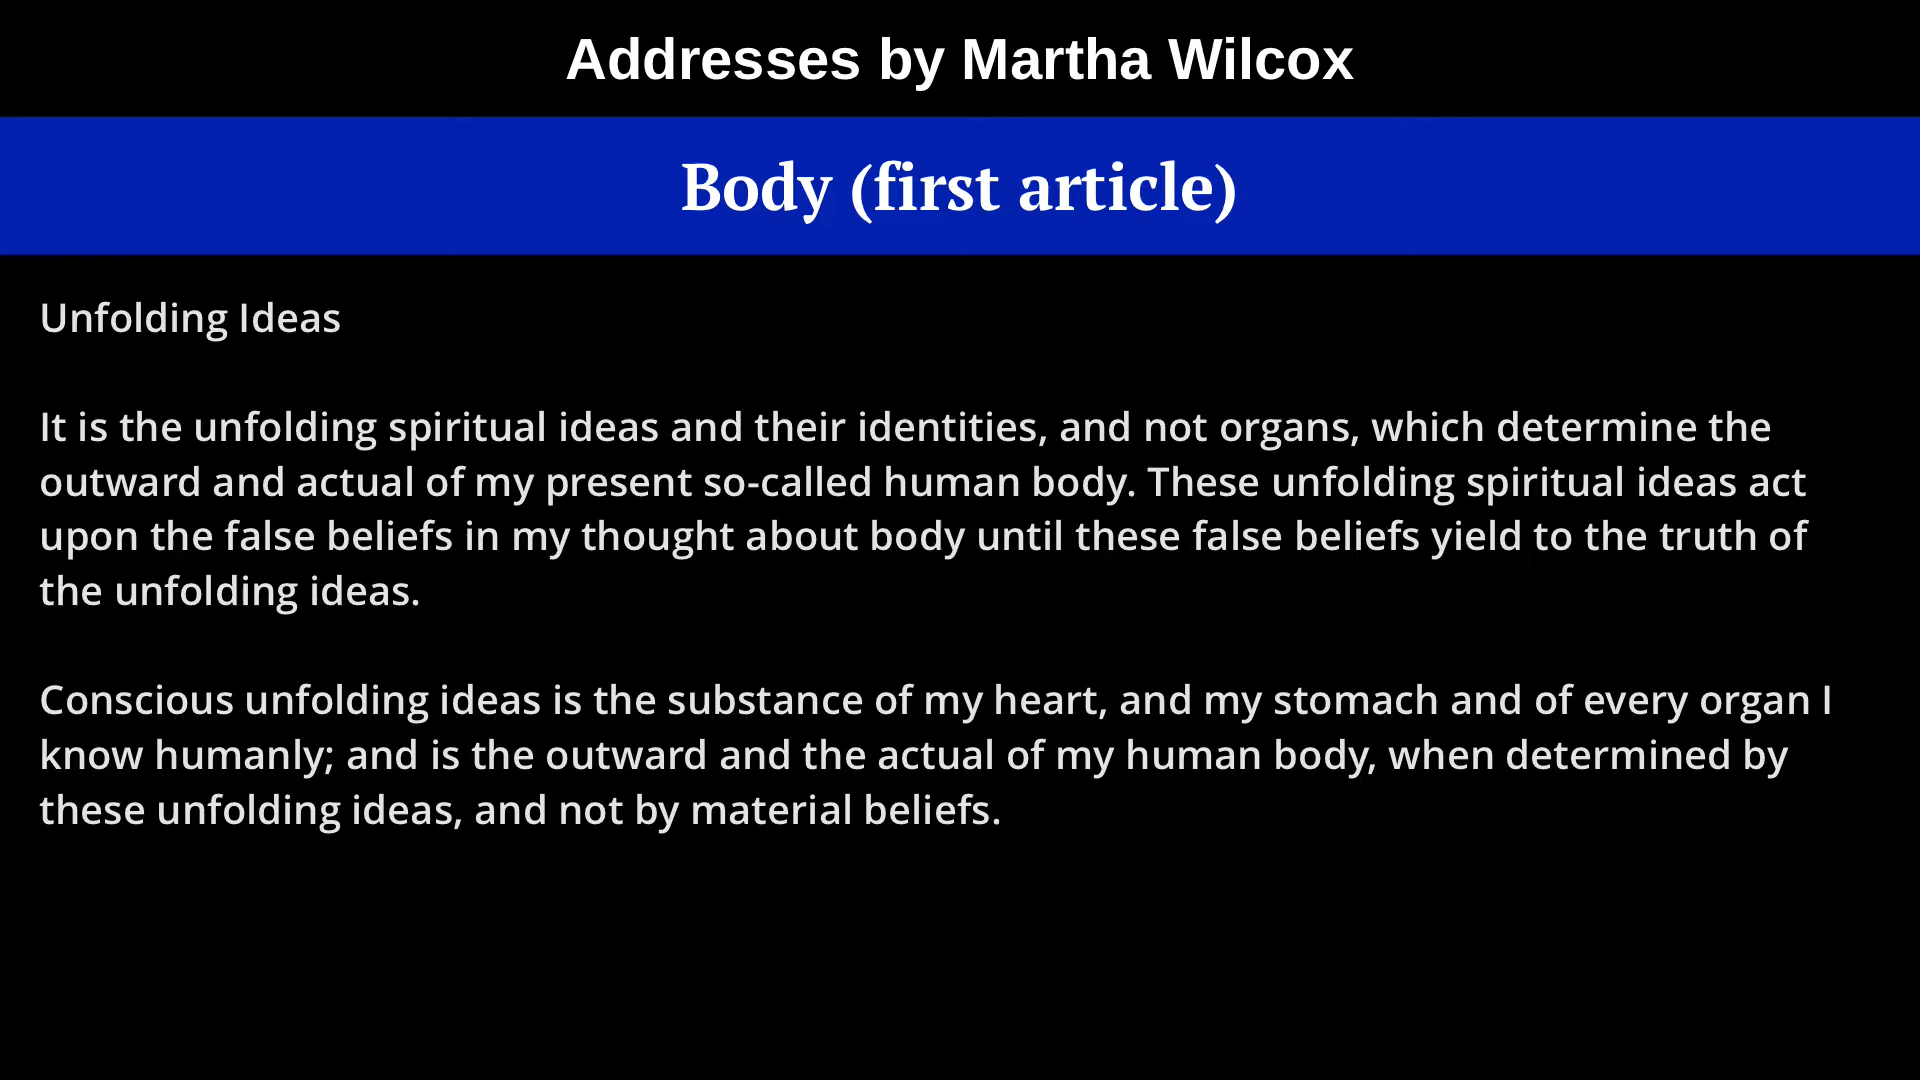 Addresses by Martha Wilcox
Body (first article)
Unfolding Ideas
It is the unfolding spiritual ideas and their identities, and not organs, which determine the
outward and actual of my present so-called human body. These unfolding spiritual ideas act
upon the false beliefs in my thought about body until these false beliefs yield to the truth of
the unfolding ideas.
Conscious unfolding ideas is the substance of my heart, and my stomach and of every organ I
know humanly; and is the outward and the actual of my human body, when determined by
these unfolding ideas, and not by material beliefs.